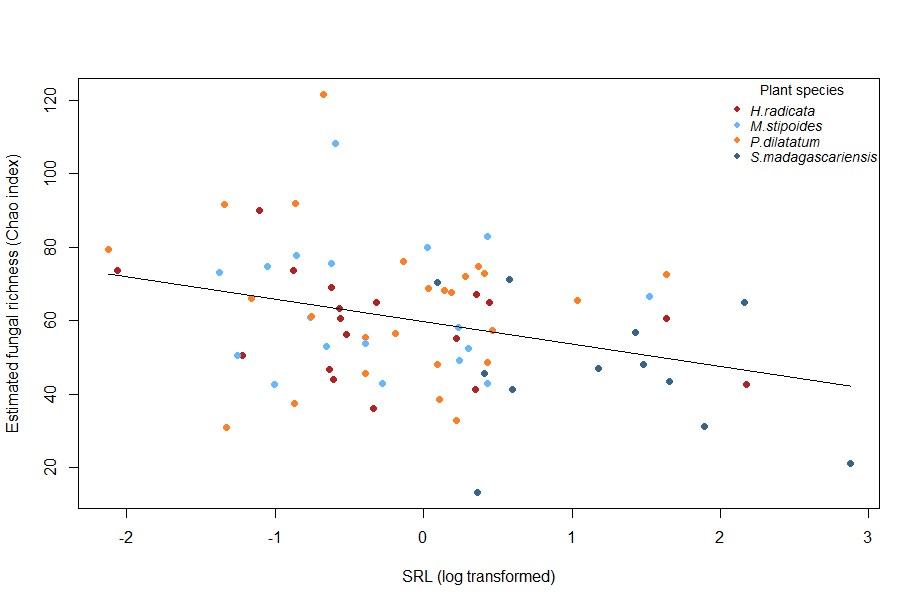 Plant species
H.radicata
M.stipoides
P.dilatatum
S.madagascariensis
Estimated fungal richness (Chao index)
120
100
80
60
40
20
-2
-1
0
1
2
3
SRL (log transformed)